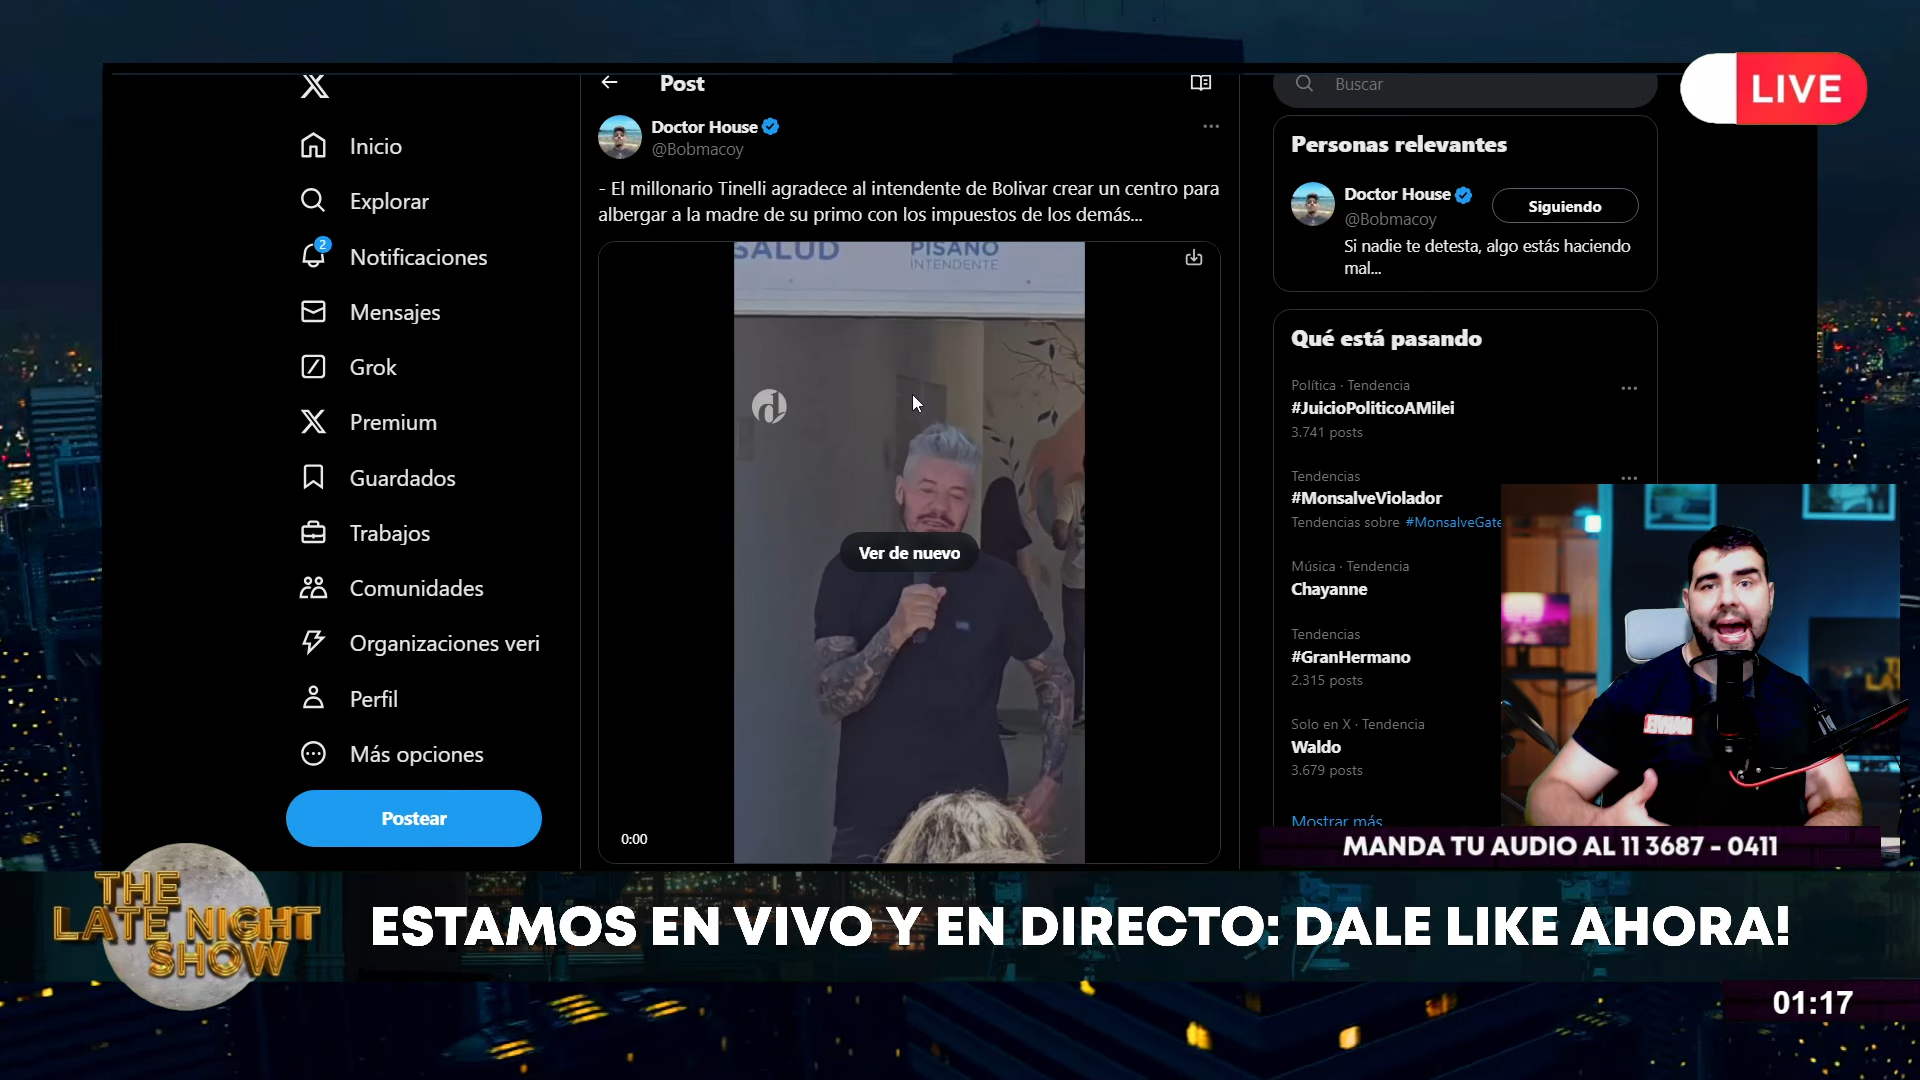 LIVE
X
Inicio
Explorar
2
Notificaciones
Mensajes
Grok
Premium
Guardados
Trabajos
Comunidades
Organizaciones veri
Perfil
Más opciones
Postear
Post
Doctor House
@Bobmacoy
- El millonario Tinelli agradece al intendente de Bolivar crear un centro para
albergar a la madre de su primo con los impuestos de los demás...
SALUD
PISANO
INTENDENTE
Ver de nuevo
0:00
Buscar
Personas relevantes
Doctor House
@Bobmacoy
Siguiendo
Si nadie te detesta, algo estás haciendo
mal...
Qué está pasando
Política · Tendencia
#JuicioPoliticoAMilei
3.741 posts
Tendencias
#MonsalveViolador
Tendencias sobre #MonsalveGate
Música · Tendencia
Chayanne
Tendencias
#GranHermano
2.315 posts
Solo en X · Tendencia
Waldo
3.679 posts
Mostrar más
MANDA TU AUDIO AL 11 3687 - 0411
THE
LATE NIGHT
SHOW
ESTAMOS EN VIVO Y EN DIRECTO: DALE LIKE AHORA!
01:17